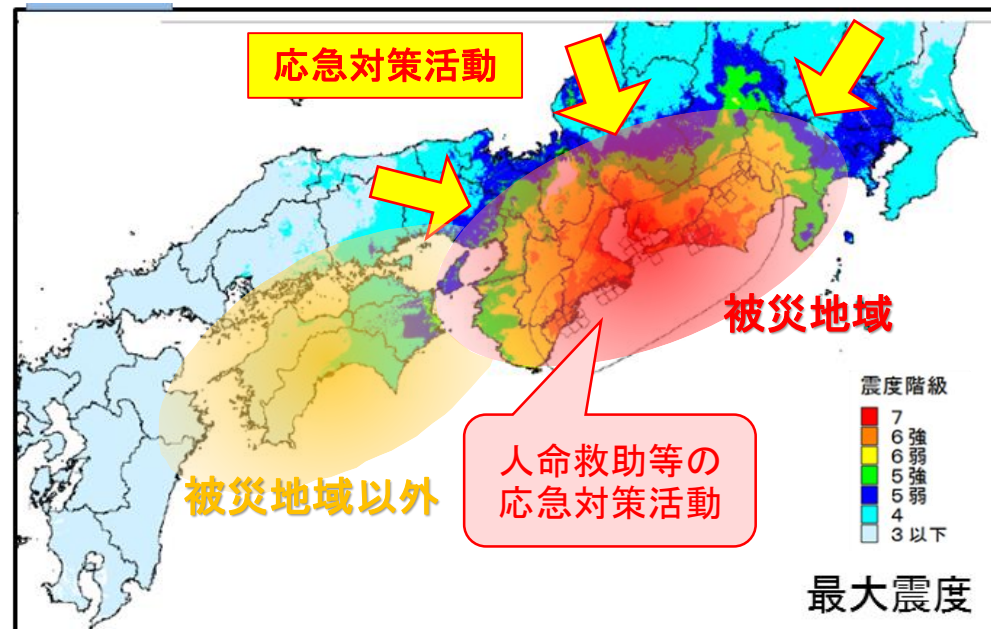 応急対策活動
被災地域
被災地域以外
人命救助等の
応急対策活動
震度階級
7
6強
6弱
5強
5弱
4
3以下
最大震度